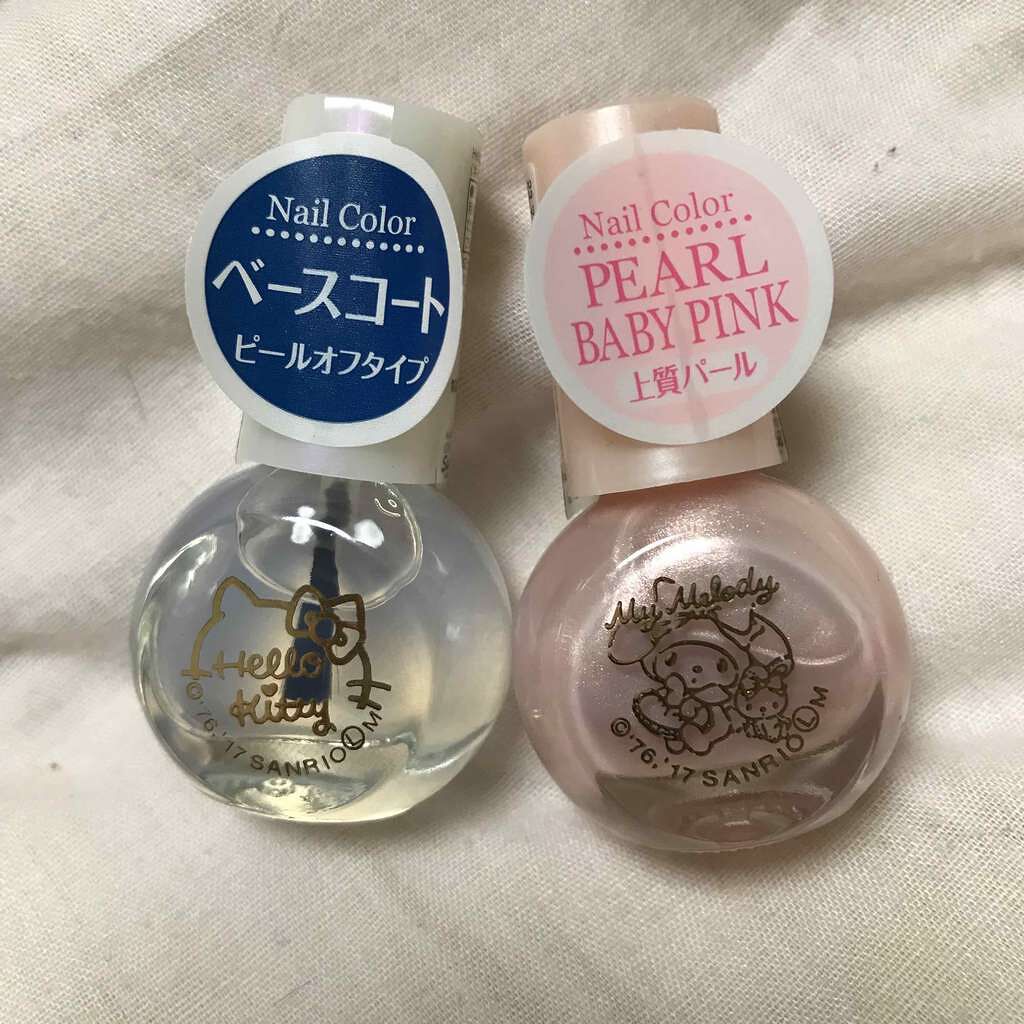 Nail Color
ベースコート
ピールオフタイプ
Hello
Kitty
©'76,'17 SANRIO Ⓛ M
Nail Color
PEARL
BABY PINK
上質パール
My Melody
©'76,'17 SANRIO Ⓛ M